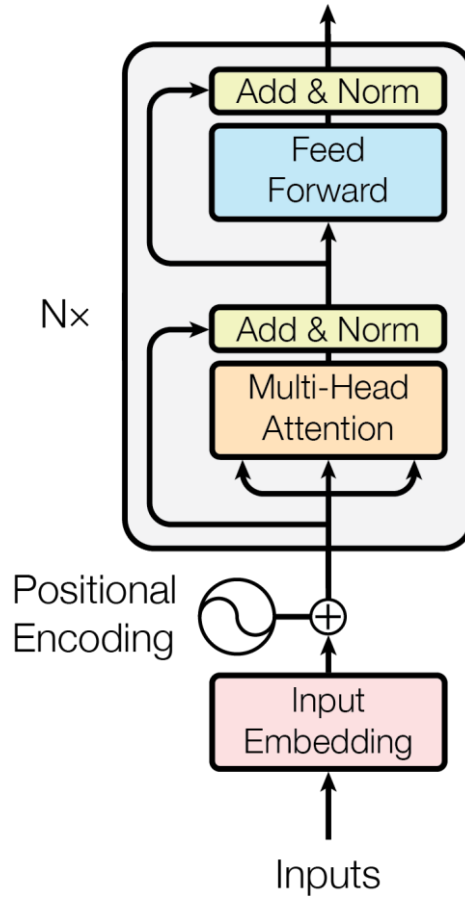 Add & Norm
Feed
Forward
N×
Add & Norm
Multi-Head
Attention
Positional
Encoding
Input
Embedding
Inputs